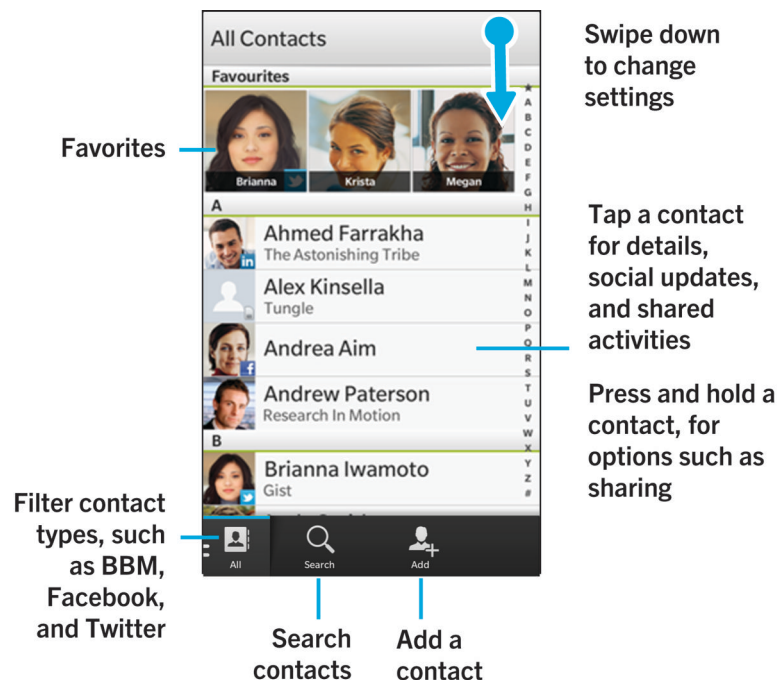 All Contacts
Swipe down
to change
settings
Favourites
Favorites
Brianna
Krista
Megan
A
Ahmed Farrakha
The Astonishing Tribe
in
Alex Kinsella
Tungle
Andrea Aim
f
Andrew Paterson
Research In Motion
B
Brianna Iwamoto
Gist
A
B
C
D
E
F
G
H
I
J
K
L
M
N
O
P
Q
R
S
T
U
V
W
X
Y
Z
#
Tap a contact
for details,
social updates,
and shared
activities
Press and hold a
contact, for
options such as
sharing
Filter contact
types, such
as BBM,
Facebook,
and Twitter
All
Search
Add
Search
contacts
Add a
contact